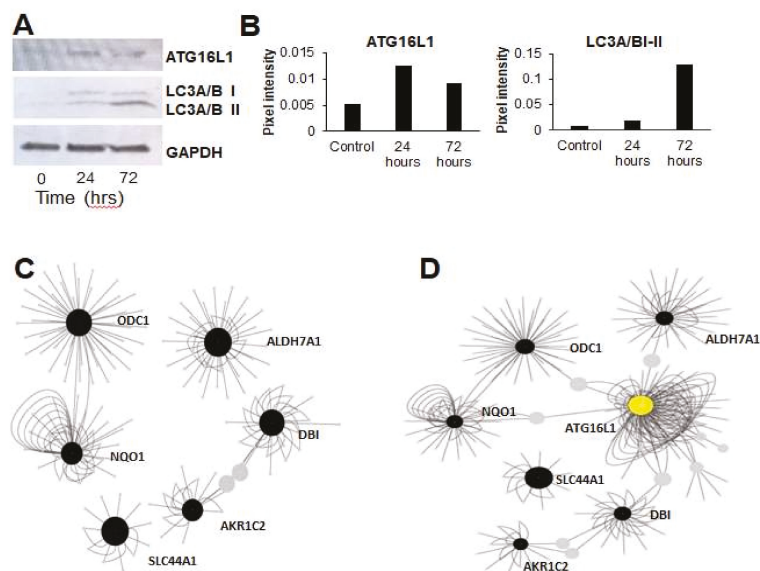 A
ATG16L1
LC3A/B I
LC3A/B II
GAPDH
0 24 72
Time (hrs)
B
ATG16L1
Pixel intensity
0.015
0.01
0.005
0
Control
24 hours
72 hours
LC3A/BI-II
Pixel intensity
0.15
0.1
0.05
0
Control
24 hours
72 hours
C
ODC1
ALDH7A1
NQO1
DBI
AKR1C2
SLC44A1
D
ODC1
ALDH7A1
NQO1
ATG16L1
SLC44A1
DBI
AKR1C2